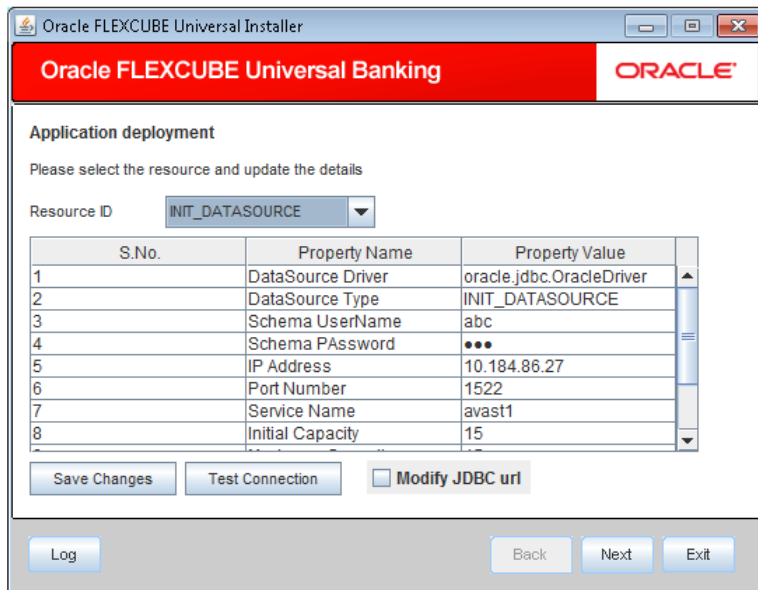 Oracle FLEXCUBE Universal Installer
Oracle FLEXCUBE Universal Banking ORACLE
Application deployment
Please select the resource and update the details
Resource ID INIT_DATASOURCE
S.No. Property Name Property Value
1 DataSource Driver oracle.jdbc.OracleDriver
2 DataSource Type INIT_DATASOURCE
3 Schema UserName abc
4 Schema PAssword ●●●
5 IP Address 10.184.86.27
6 Port Number 1522
7 Service Name avast1
8 Initial Capacity 15
Save Changes Test Connection Modify JDBC url
Log Back Next Exit